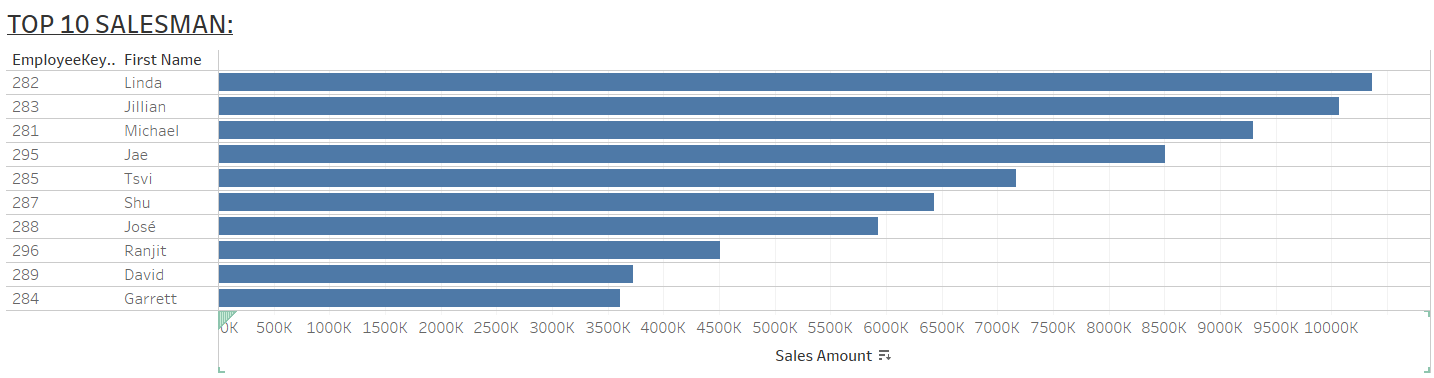 TOP 10 SALESMAN:
EmployeeKey.. First Name
282 Linda
283 Jillian
281 Michael
295 Jae
285 Tsvi
287 Shu
288 José
296 Ranjit
289 David
284 Garrett
0K 500K 1000K 1500K 2000K 2500K 3000K 3500K 4000K 4500K 5000K 5500K 6000K 6500K 7000K 7500K 8000K 8500K 9000K 9500K 10000K
Sales Amount